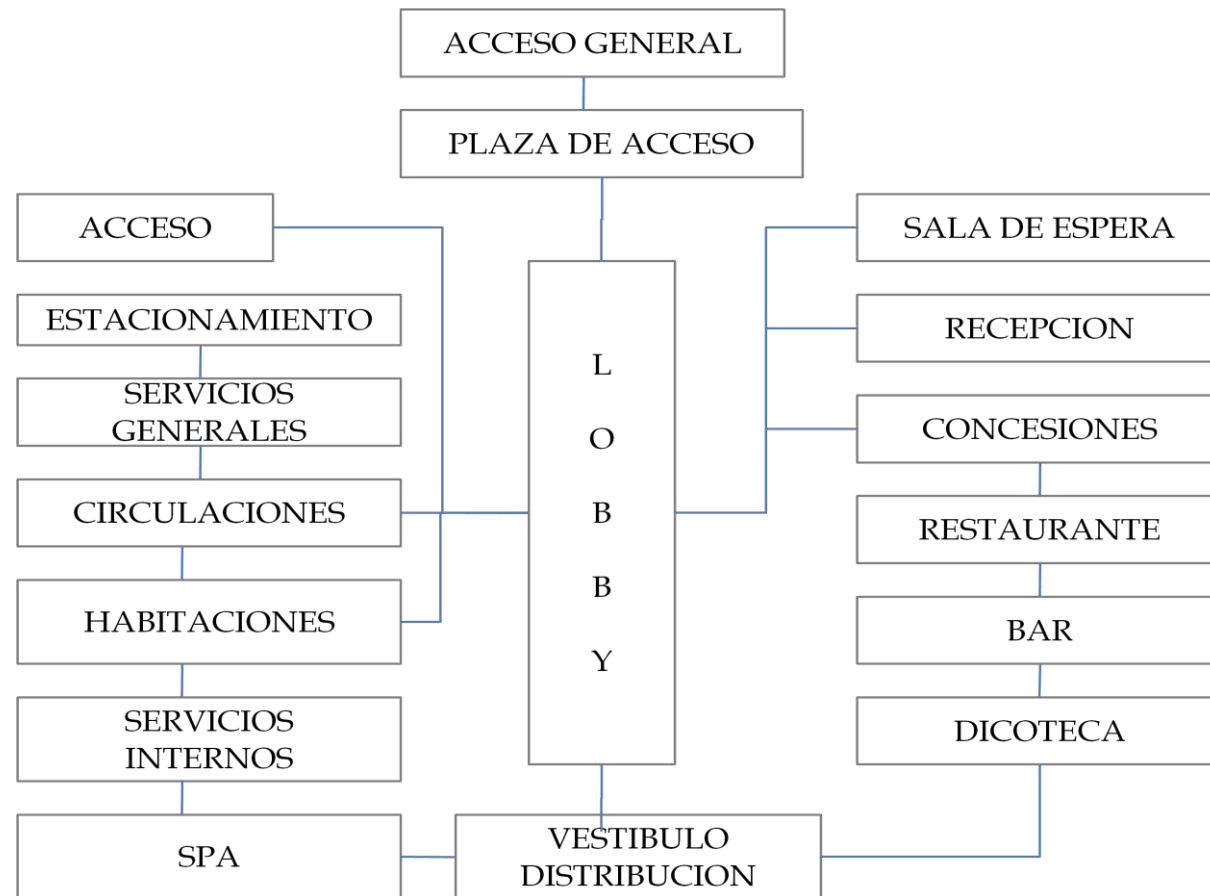 ACCESO GENERAL
PLAZA DE ACCESO
ACCESO
ESTACIONAMIENTO
SERVICIOS
GENERALES
CIRCULACIONES
HABITACIONES
SERVICIOS
INTERNOS
SPA
L
O
B
B
Y
VESTIBULO
DISTRIBUCION
SALA DE ESPERA
RECEPCION
CONCESIONES
RESTAURANTE
BAR
DICOTECA